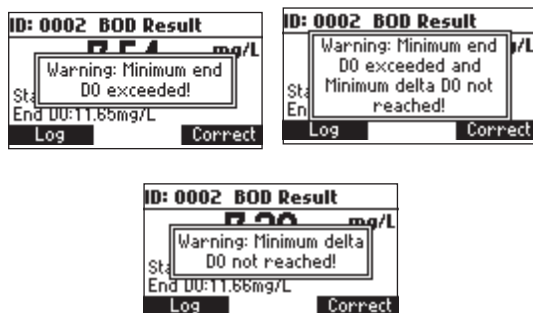 ID: 0002 BOD Result
mg/L
Warning: Minimum end
DO exceeded!
End DO:11.65mg/L
Log Correct
ID: 0002 BOD Result
Warning: Minimum end
DO exceeded and
Minimum delta DO not
reached!
Log Correct
ID: 0002 BOD Result
mg/L
Warning: Minimum delta
DO not reached!
End DO:11.66mg/L
Log Correct